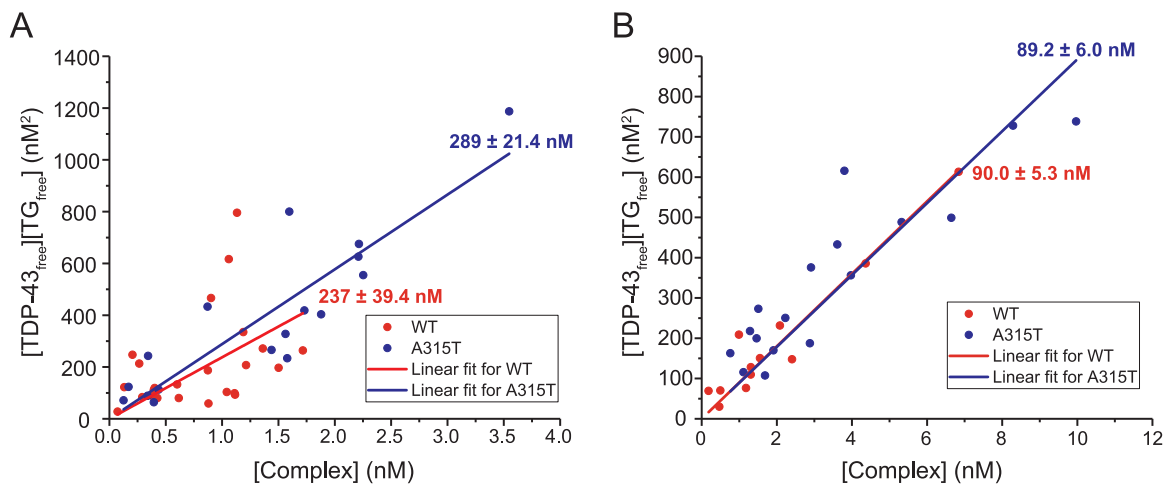 A
[TDP-43free][TGfree] (nM²)
1400
1200
1000
800
600
400
200
0
289 ± 21.4 nM
237 ± 39.4 nM
WT
A315T
Linear fit for WT
Linear fit for A315T
0.0 0.5 1.0 1.5 2.0 2.5 3.0 3.5 4.0
[Complex] (nM)
B
[TDP-43free][TGfree] (nM²)
900
800
700
600
500
400
300
200
100
0
89.2 ± 6.0 nM
90.0 ± 5.3 nM
WT
A315T
Linear fit for WT
Linear fit for A315T
0 2 4 6 8 10 12
[Complex] (nM)